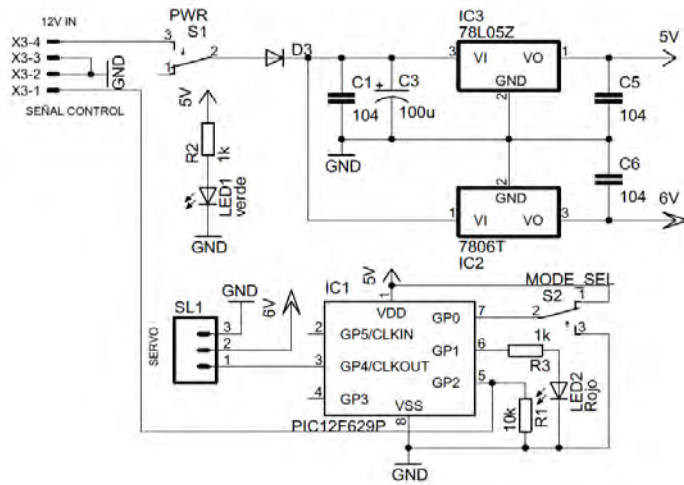 12V IN
PWR
S1
X3-4
X3-3
X3-2
X3-1
GND
3
1
2
D3
SEÑAL CONTROL
5V
R2
1k
LED1
verde
GND
C1
104
C3
100u
+
GND
IC3
78L05Z
3
VI
VO
1
GND
2
5V
C5
104
C6
104
2
GND
1
VI
VO
3
7806T
IC2
6V
SL1
SERVO
GND
3
2
1
6V
IC1
5V
1
VDD
2
GP5/CLKIN
3
GP4/CLKOUT
4
GP3
GP0
7
GP1
6
GP2
5
VSS
8
PIC12F629P
GND
MODE_SEL
S2
2
1
3
1k
R3
10k
R1
LED2
Rojo